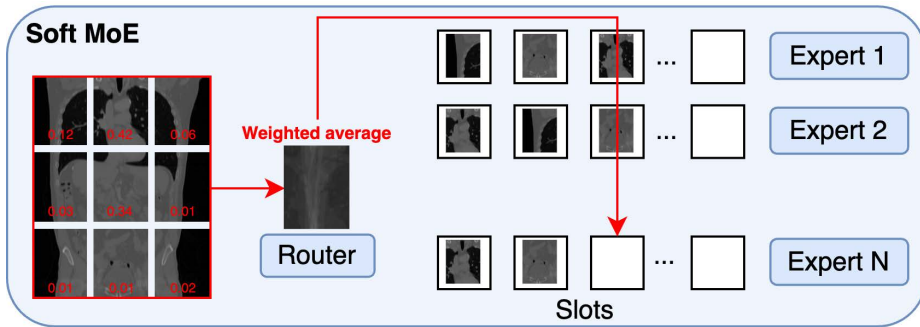 Soft MoE
0.12 0.42 0.06
0.03 0.34 0.01
0.01 0.01 0.02
Weighted average
Router
... Expert 1
... Expert 2
... Expert N
Slots